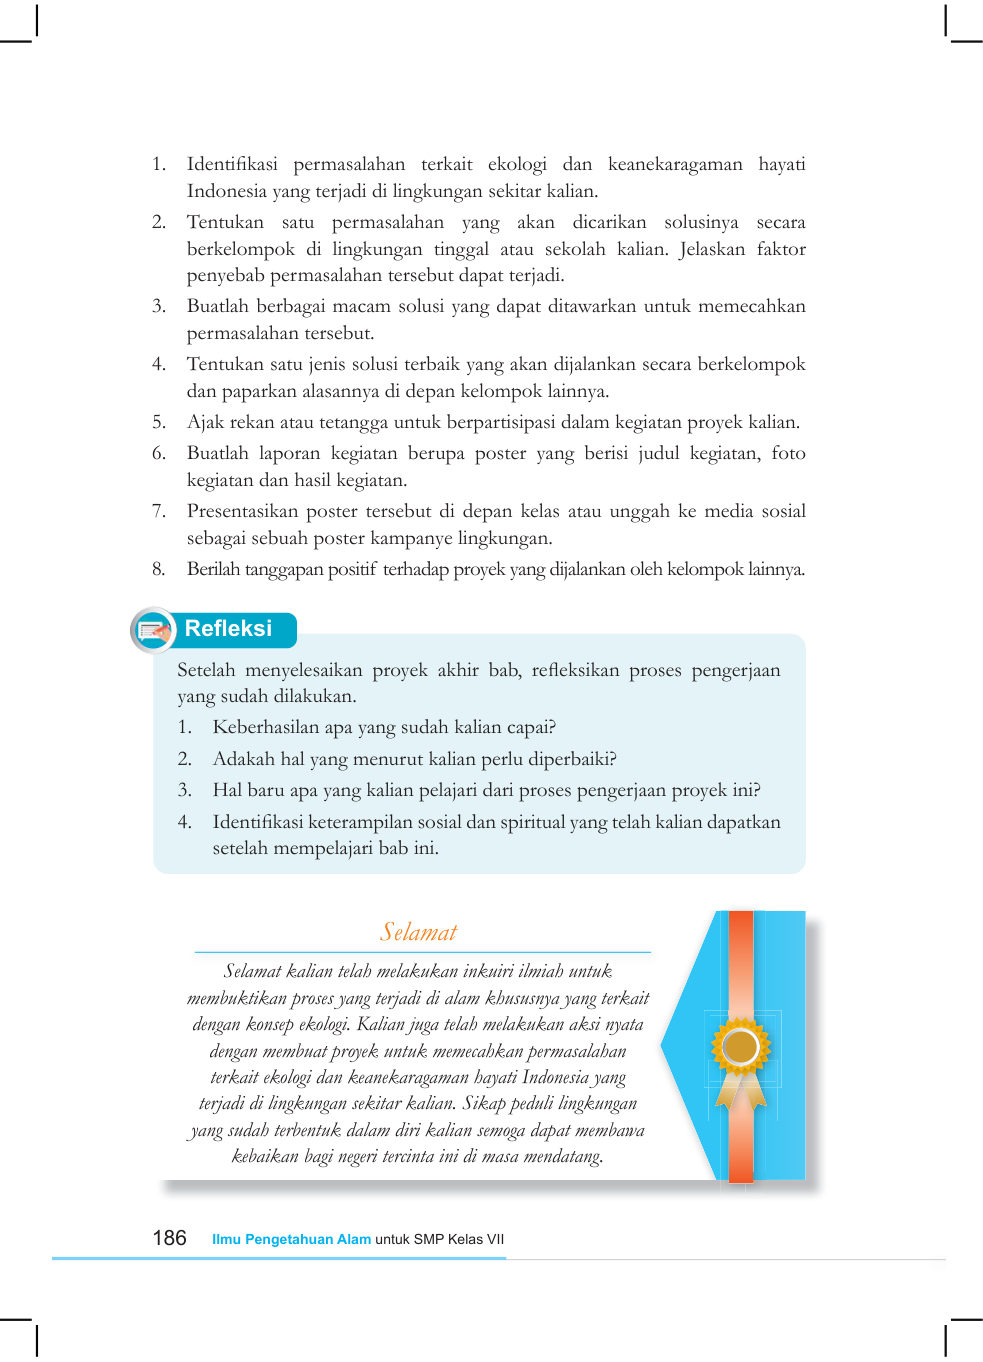 1. Identifikasi permasalahan terkait ekologi dan keanekaragaman hayati
Indonesia yang terjadi di lingkungan sekitar kalian.
2. Tentukan satu permasalahan yang akan dicarikan solusinya secara
berkelompok di lingkungan tinggal atau sekolah kalian. Jelaskan faktor
penyebab permasalahan tersebut dapat terjadi.
3. Buatlah berbagai macam solusi yang dapat ditawarkan untuk memecahkan
permasalahan tersebut.
4. Tentukan satu jenis solusi terbaik yang akan dijalankan secara berkelompok
dan paparkan alasannya di depan kelompok lainnya.
5. Ajak rekan atau tetangga untuk berpartisipasi dalam kegiatan proyek kalian.
6. Buatlah laporan kegiatan berupa poster yang berisi judul kegiatan, foto
kegiatan dan hasil kegiatan.
7. Presentasikan poster tersebut di depan kelas atau unggah ke media sosial
sebagai sebuah poster kampanye lingkungan.
8. Berilah tanggapan positif terhadap proyek yang dijalankan oleh kelompok lainnya.
Refleksi
Setelah menyelesaikan proyek akhir bab, refleksikan proses pengerjaan
yang sudah dilakukan.
1. Keberhasilan apa yang sudah kalian capai?
2. Adakah hal yang menurut kalian perlu diperbaiki?
3. Hal baru apa yang kalian pelajari dari proses pengerjaan proyek ini?
4. Identifikasi keterampilan sosial dan spiritual yang telah kalian dapatkan
setelah mempelajari bab ini.
Selamat
Selamat kalian telah melakukan inkuiri ilmiah untuk
membuktikan proses yang terjadi di alam khususnya yang terkait
dengan konsep ekologi. Kalian juga telah melakukan aksi nyata
dengan membuat proyek untuk memecahkan permasalahan
terkait ekologi dan keanekaragaman hayati Indonesia yang
terjadi di lingkungan sekitar kalian. Sikap peduli lingkungan
yang sudah terbentuk dalam diri kalian semoga dapat membawa
kebaikan bagi negeri tercinta ini di masa mendatang.
186 Ilmu Pengetahuan Alam untuk SMP Kelas VII